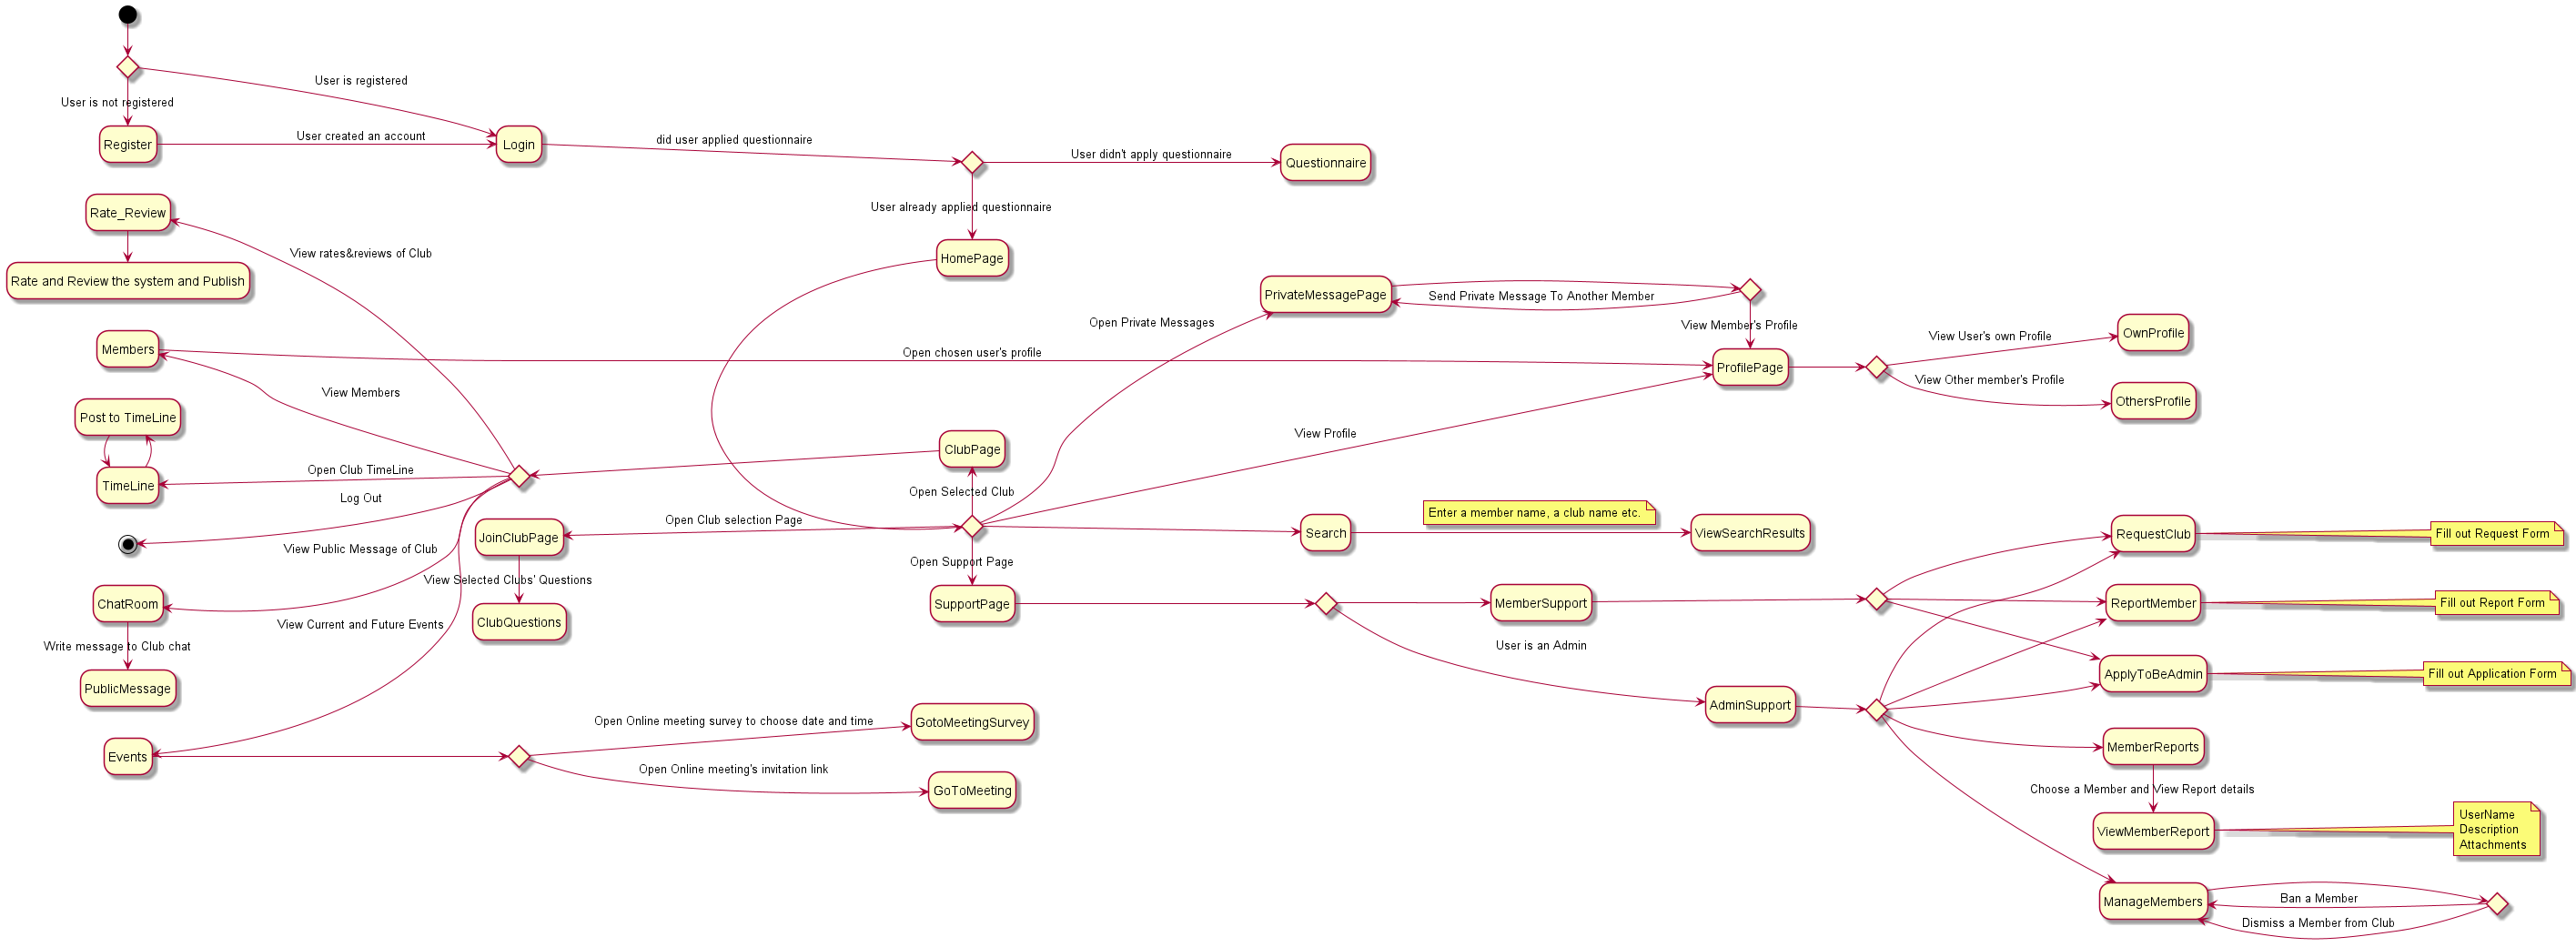 User is registered
User is not registered
Register
User created an account
Login
did user applied questionnaire
User didn't apply questionnaire
Questionnaire
User already applied questionnaire
HomePage
Rate_Review
View rates&reviews of Club
Rate and Review the system and Publish
Members
Open chosen user's profile
View Members
Post to TimeLine
TimeLine
Open Club TimeLine
Log Out
View Public Message of Club
ChatRoom
Write message to Club chat
PublicMessage
View Current and Future Events
Events
Open Online meeting survey to choose date and time
GotoMeetingSurvey
Open Online meeting's invitation link
GoToMeeting
ClubPage
Open Selected Club
Open Club selection Page
JoinClubPage
View Selected Clubs' Questions
ClubQuestions
Open Support Page
SupportPage
Open Private Messages
PrivateMessagePage
Send Private Message To Another Member
View Member's Profile
ProfilePage
View Profile
View User's own Profile
OwnProfile
View Other member's Profile
OthersProfile
Search
Enter a member name, a club name etc.
ViewSearchResults
MemberSupport
User is an Admin
AdminSupport
RequestClub
Fill out Request Form
ReportMember
Fill out Report Form
ApplyToBeAdmin
Fill out Application Form
MemberReports
Choose a Member and View Report details
ViewMemberReport
UserName
Description
Attachments
ManageMembers
Ban a Member
Dismiss a Member from Club